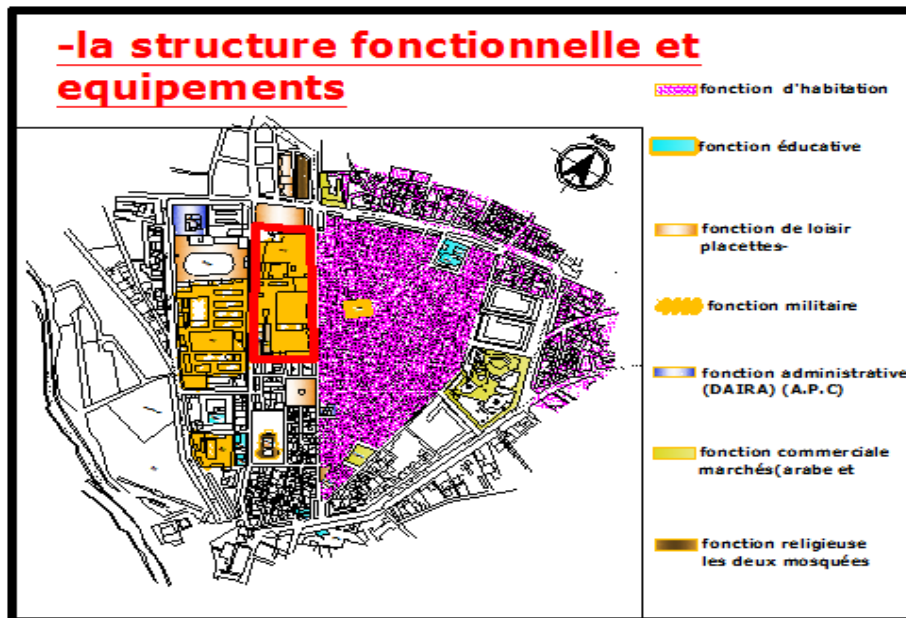 -la structure fonctionnelle et
equipements
fonction d'habitation
fonction éducative
fonction de loisir
placettes-
fonction militaire
fonction administrative
(DAIRA) (A.P.C)
fonction commerciale
marchés(arabe et
fonction religieuse
les deux mosquées